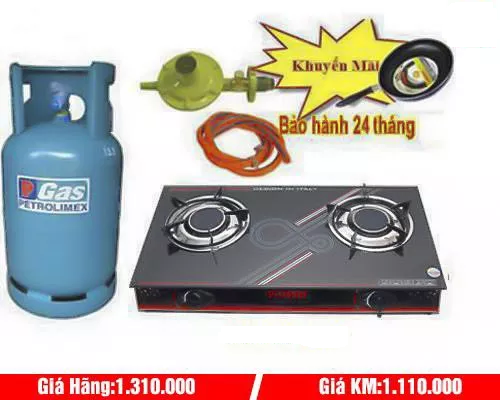 Khuyến Mãi
Bảo hành 24 tháng
Gas
PETROLIMEX
DESIGN IN ITALY
Giá Hãng:1.310.000
Giá KM:1.110.000